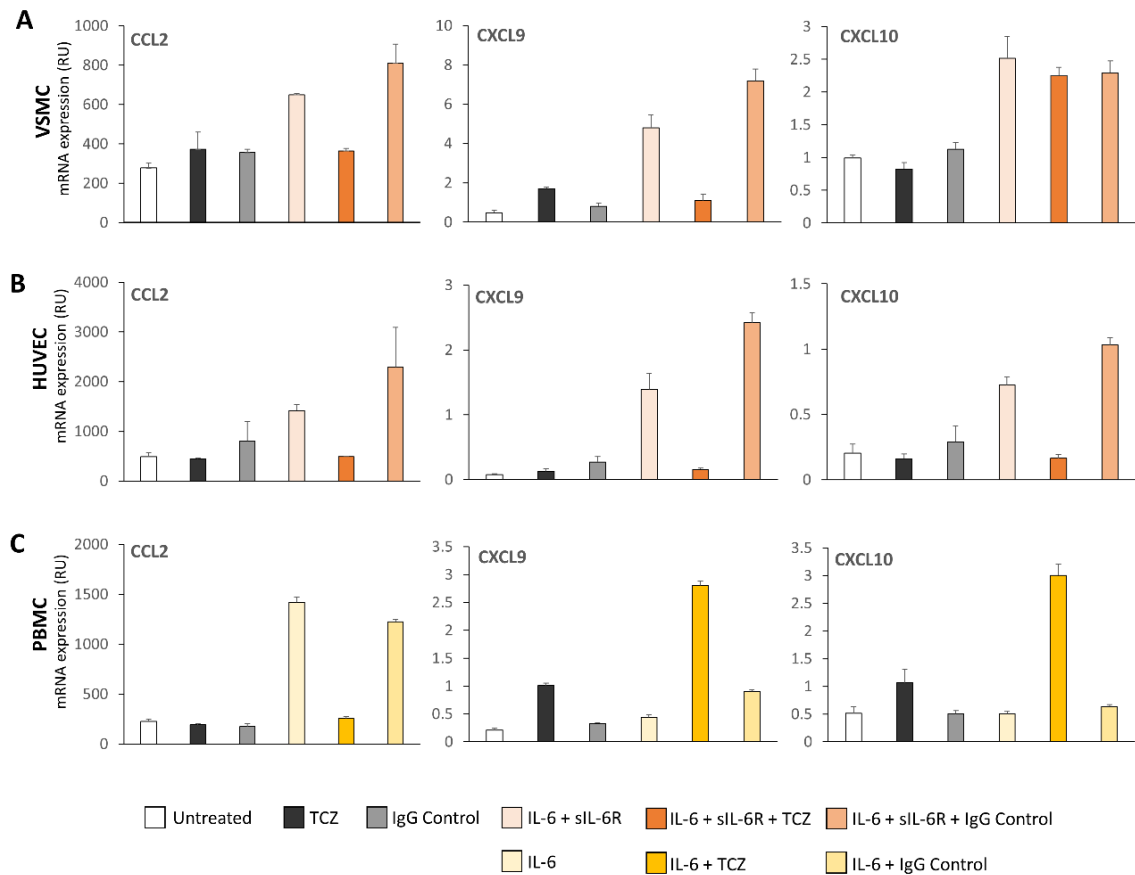 A
VSMC
mRNA expression (RU)
CCL2
1000
800
600
400
200
0
CXCL9
10
8
6
4
2
0
CXCL10
3
2.5
2
1.5
1
0.5
0
B
HUVEC
mRNA expression (RU)
CCL2
4000
3000
2000
1000
0
CXCL9
3
2
1
0
CXCL10
1.5
1
0.5
0
C
PBMC
mRNA expression (RU)
CCL2
2000
1500
1000
500
0
CXCL9
3.5
3
2.5
2
1.5
1
0.5
0
CXCL10
3.5
3
2.5
2
1.5
1
0.5
0
Untreated TCZ IgG Control IL-6 + sIL-6R IL-6 + sIL-6R + TCZ IL-6 + sIL-6R + IgG Control
IL-6 IL-6 + TCZ IL-6 + IgG Control